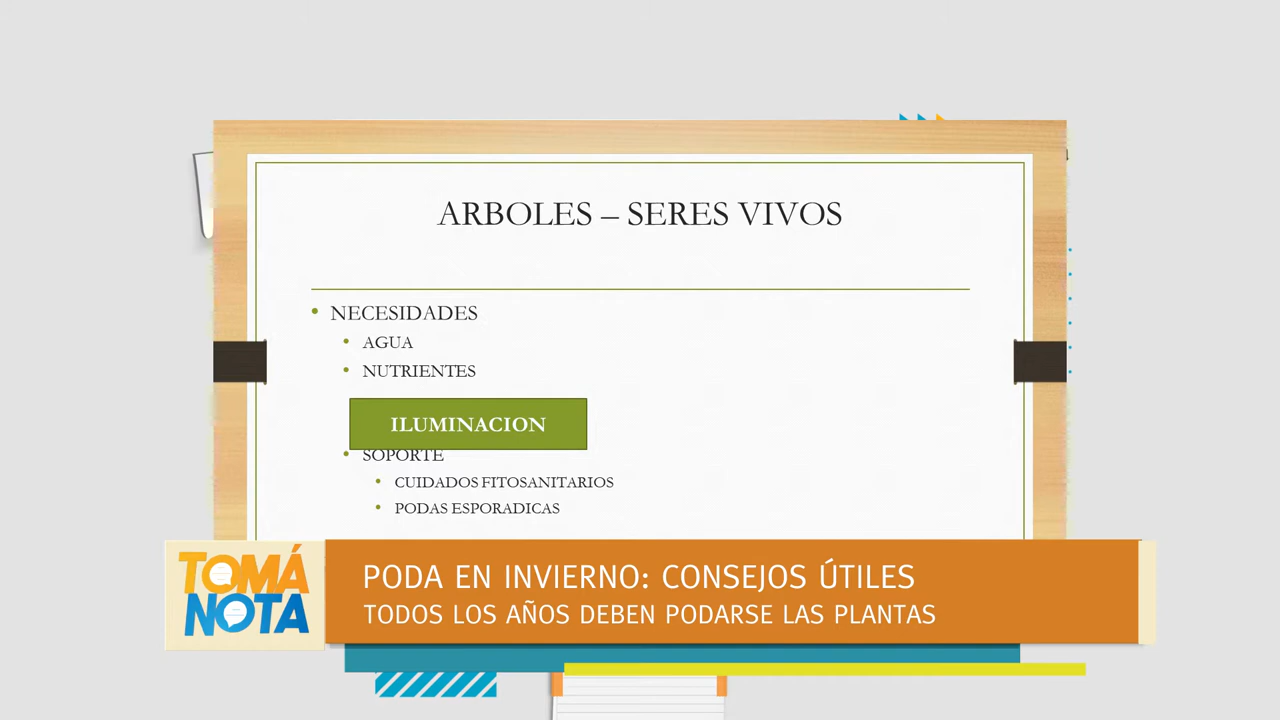 ARBOLES – SERES VIVOS
• NECESIDADES
• AGUA
• NUTRIENTES
ILUMINACION
• SOPORTE
• CUIDADOS FITOSANITARIOS
• PODAS ESPORADICAS
TOMÁ
NOTA
PODA EN INVIERNO: CONSEJOS ÚTILES
TODOS LOS AÑOS DEBEN PODARSE LAS PLANTAS